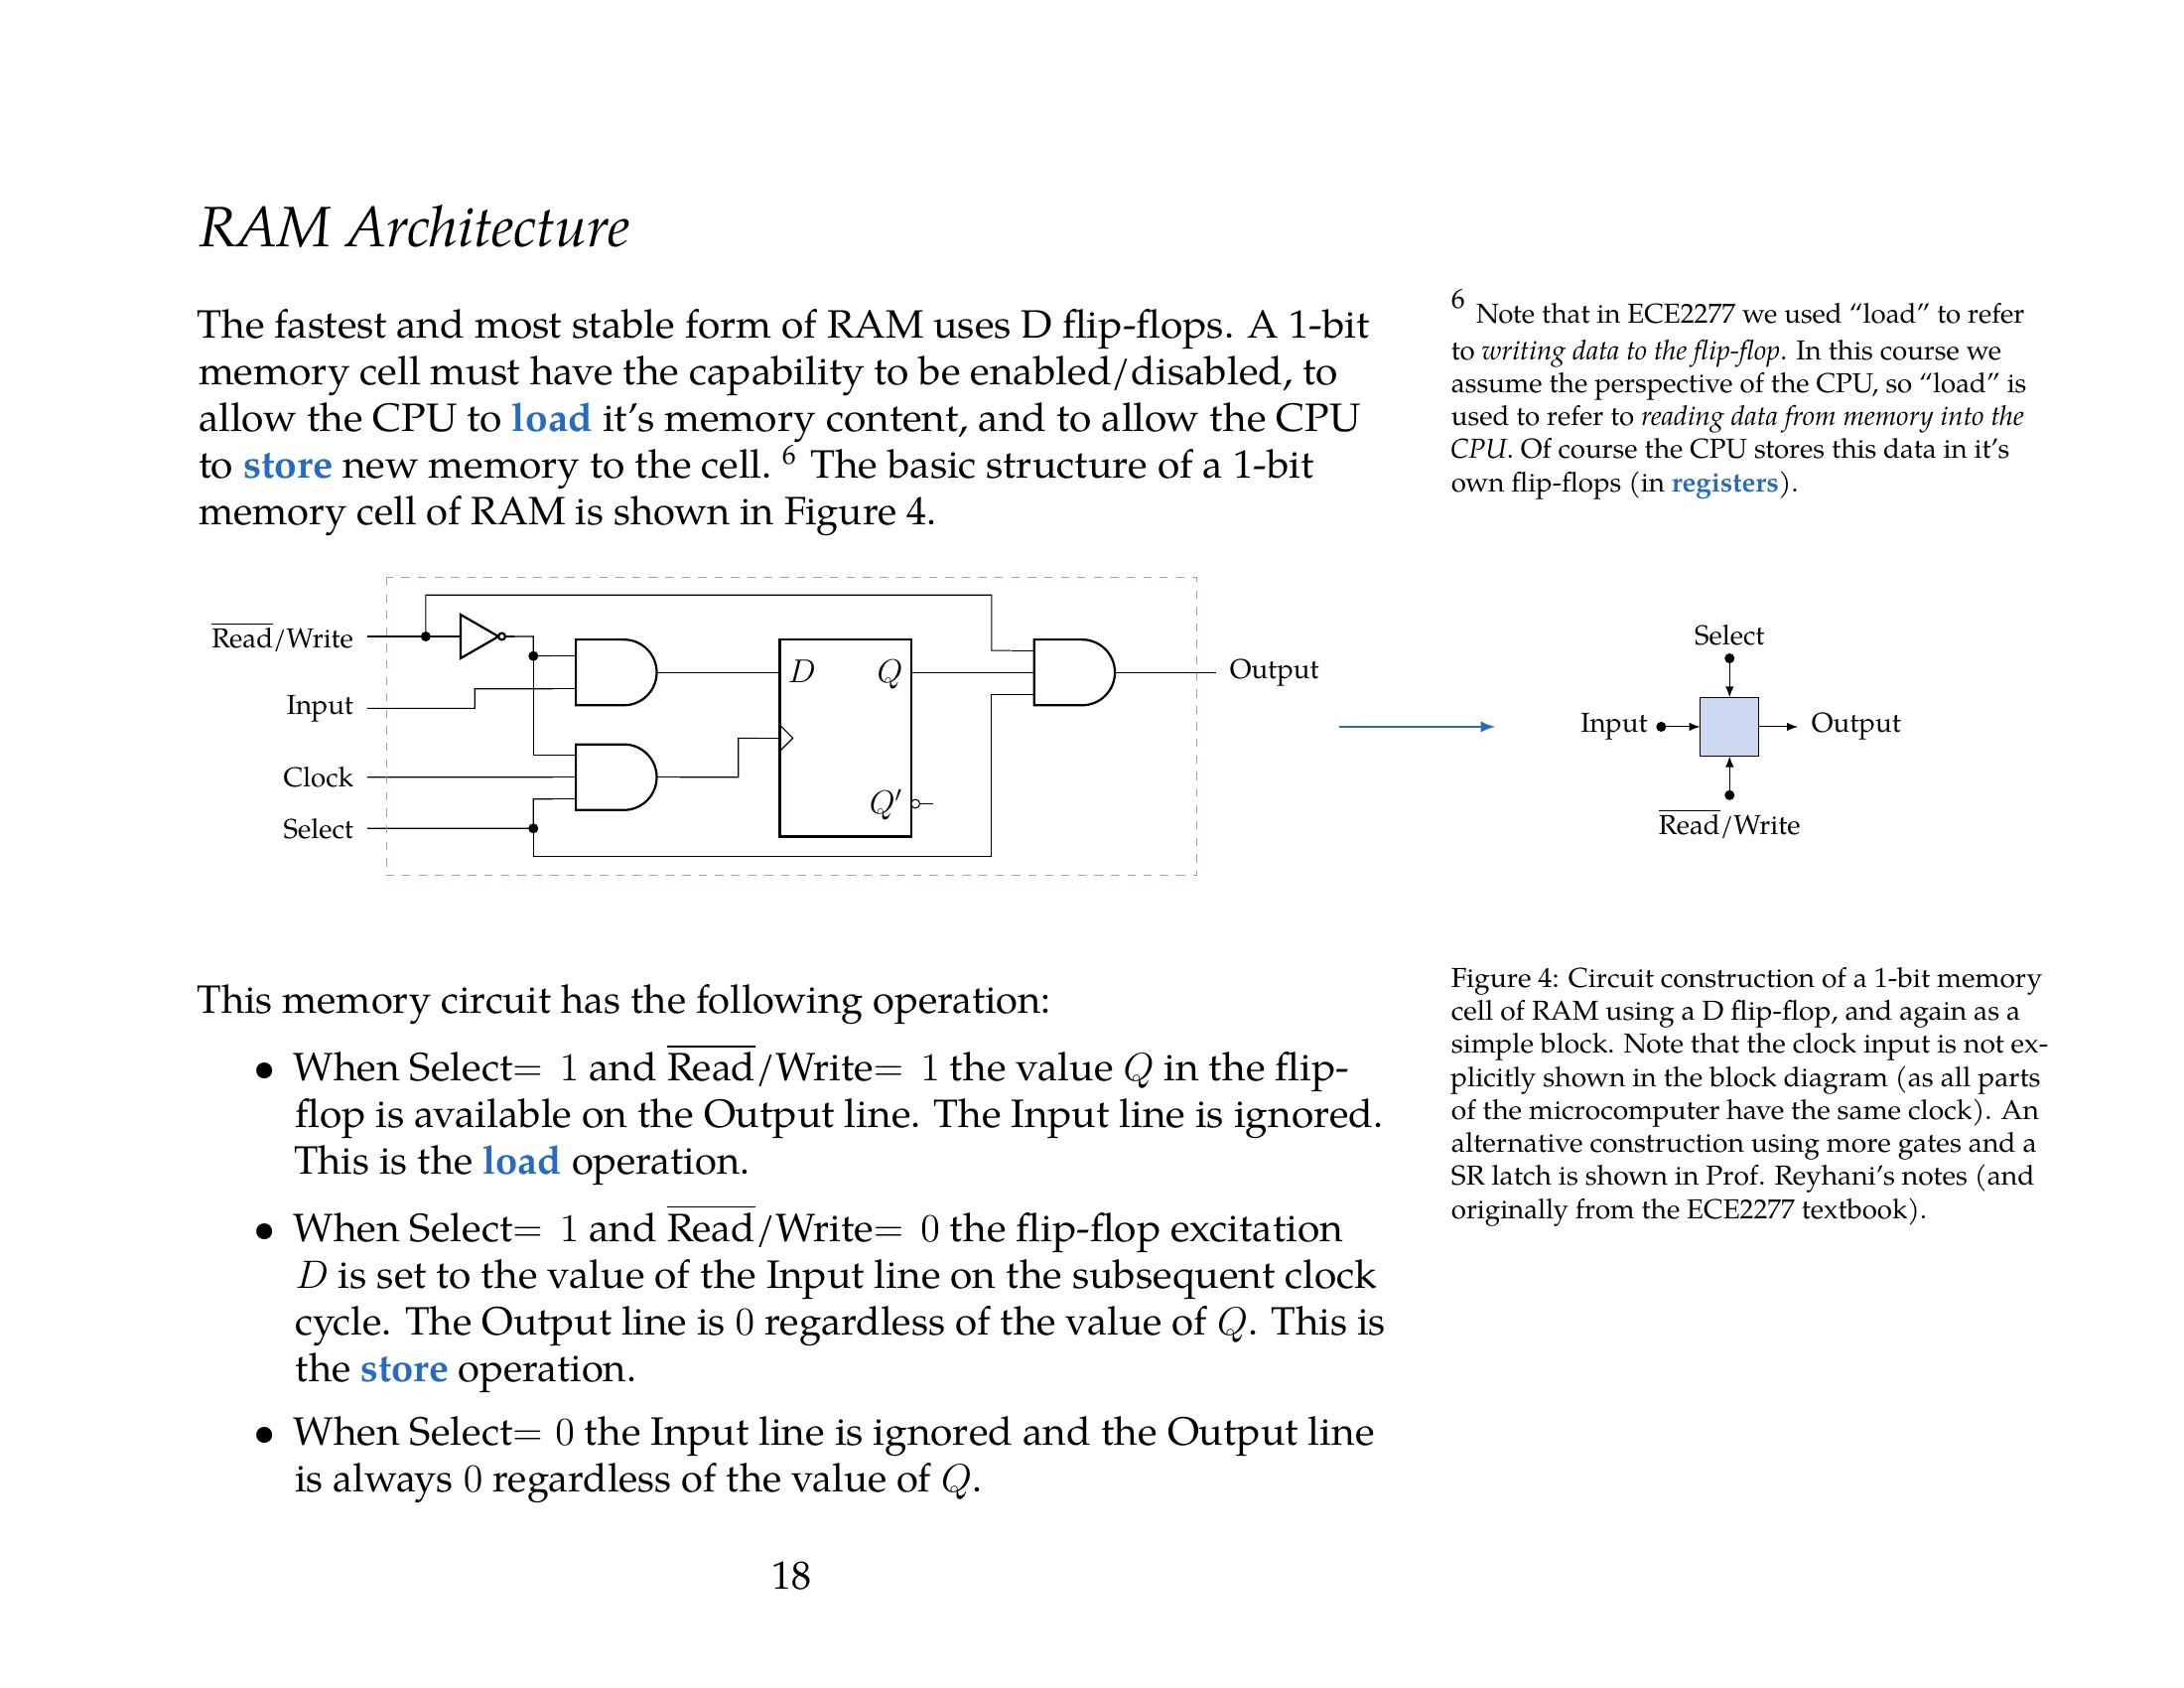 RAM Architecture
The fastest and most stable form of RAM uses D flip-flops. A 1-bit
memory cell must have the capability to be enabled/disabled, to
allow the CPU to load it's memory content, and to allow the CPU
to store new memory to the cell. ⁶ The basic structure of a 1-bit
memory cell of RAM is shown in Figure 4.
⁶ Note that in ECE2277 we used “load” to refer
to writing data to the flip-flop. In this course we
assume the perspective of the CPU, so “load” is
used to refer to reading data from memory into the
CPU. Of course the CPU stores this data in it's
own flip-flops (in registers).
R̅e̅a̅d̅/Write
Input
Clock
Select
D
Q
Q′
Output
Select
Input
Output
R̅e̅a̅d̅/Write
Figure 4: Circuit construction of a 1-bit memory
cell of RAM using a D flip-flop, and again as a
simple block. Note that the clock input is not ex-
plicitly shown in the block diagram (as all parts
of the microcomputer have the same clock). An
alternative construction using more gates and a
SR latch is shown in Prof. Reyhani's notes (and
originally from the ECE2277 textbook).
This memory circuit has the following operation:
• When Select= 1 and R̅e̅a̅d̅/Write= 1 the value Q in the flip-
flop is available on the Output line. The Input line is ignored.
This is the load operation.
• When Select= 1 and R̅e̅a̅d̅/Write= 0 the flip-flop excitation
D is set to the value of the Input line on the subsequent clock
cycle. The Output line is 0 regardless of the value of Q. This is
the store operation.
• When Select= 0 the Input line is ignored and the Output line
is always 0 regardless of the value of Q.
18